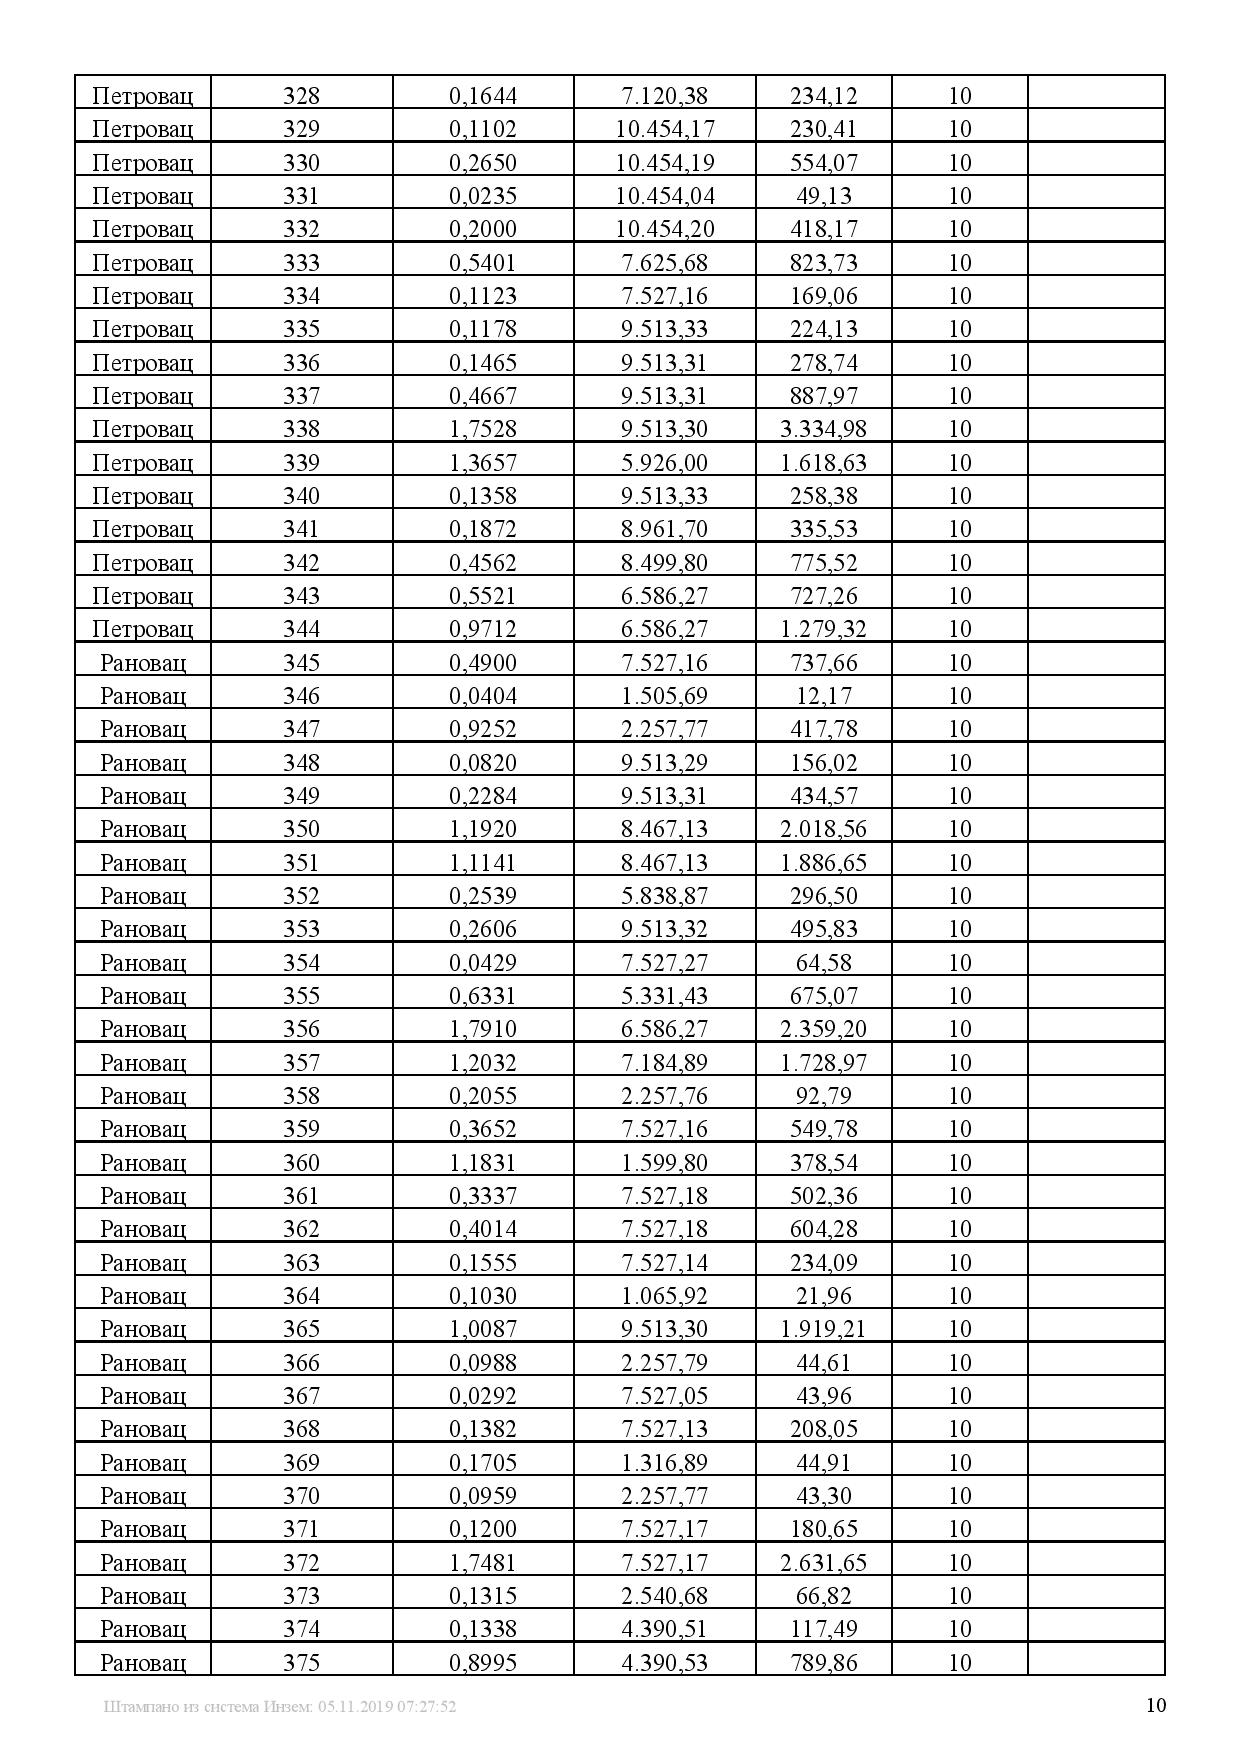 Петровац 328 0,1644 7.120,38 234,12 10
Петровац 329 0,1102 10.454,17 230,41 10
Петровац 330 0,2650 10.454,19 554,07 10
Петровац 331 0,0235 10.454,04 49,13 10
Петровац 332 0,2000 10.454,20 418,17 10
Петровац 333 0,5401 7.625,68 823,73 10
Петровац 334 0,1123 7.527,16 169,06 10
Петровац 335 0,1178 9.513,33 224,13 10
Петровац 336 0,1465 9.513,31 278,74 10
Петровац 337 0,4667 9.513,31 887,97 10
Петровац 338 1,7528 9.513,30 3.334,98 10
Петровац 339 1,3657 5.926,00 1.618,63 10
Петровац 340 0,1358 9.513,33 258,38 10
Петровац 341 0,1872 8.961,70 335,53 10
Петровац 342 0,4562 8.499,80 775,52 10
Петровац 343 0,5521 6.586,27 727,26 10
Петровац 344 0,9712 6.586,27 1.279,32 10
Рановац 345 0,4900 7.527,16 737,66 10
Рановац 346 0,0404 1.505,69 12,17 10
Рановац 347 0,9252 2.257,77 417,78 10
Рановац 348 0,0820 9.513,29 156,02 10
Рановац 349 0,2284 9.513,31 434,57 10
Рановац 350 1,1920 8.467,13 2.018,56 10
Рановац 351 1,1141 8.467,13 1.886,65 10
Рановац 352 0,2539 5.838,87 296,50 10
Рановац 353 0,2606 9.513,32 495,83 10
Рановац 354 0,0429 7.527,27 64,58 10
Рановац 355 0,6331 5.331,43 675,07 10
Рановац 356 1,7910 6.586,27 2.359,20 10
Рановац 357 1,2032 7.184,89 1.728,97 10
Рановац 358 0,2055 2.257,76 92,79 10
Рановац 359 0,3652 7.527,16 549,78 10
Рановац 360 1,1831 1.599,80 378,54 10
Рановац 361 0,3337 7.527,18 502,36 10
Рановац 362 0,4014 7.527,18 604,28 10
Рановац 363 0,1555 7.527,14 234,09 10
Рановац 364 0,1030 1.065,92 21,96 10
Рановац 365 1,0087 9.513,30 1.919,21 10
Рановац 366 0,0988 2.257,79 44,61 10
Рановац 367 0,0292 7.527,05 43,96 10
Рановац 368 0,1382 7.527,13 208,05 10
Рановац 369 0,1705 1.316,89 44,91 10
Рановац 370 0,0959 2.257,77 43,30 10
Рановац 371 0,1200 7.527,17 180,65 10
Рановац 372 1,7481 7.527,17 2.631,65 10
Рановац 373 0,1315 2.540,68 66,82 10
Рановац 374 0,1338 4.390,51 117,49 10
Рановац 375 0,8995 4.390,53 789,86 10
Штампано из система Инзем: 05.11.2019 07:27:52 10